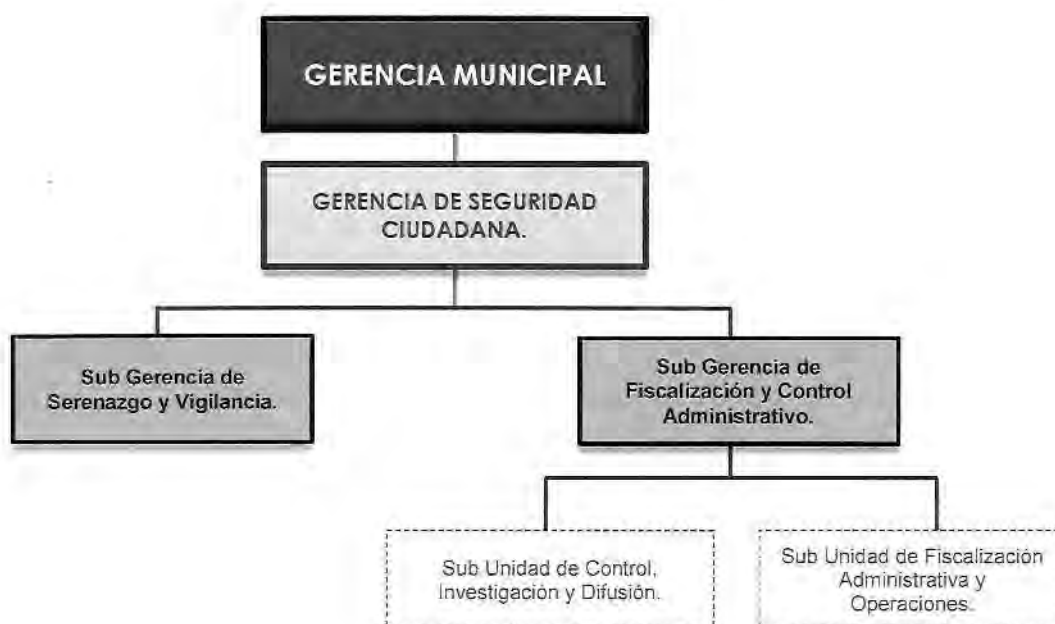 GERENCIA MUNICIPAL
GERENCIA DE SEGURIDAD
CIUDADANA.
Sub Gerencia de
Serenazgo y Vigilancia.
Sub Gerencia de
Fiscalización y Control
Administrativo.
Sub Unidad de Control,
Investigación y Difusión.
Sub Unidad de Fiscalización
Administrativa y
Operaciones.